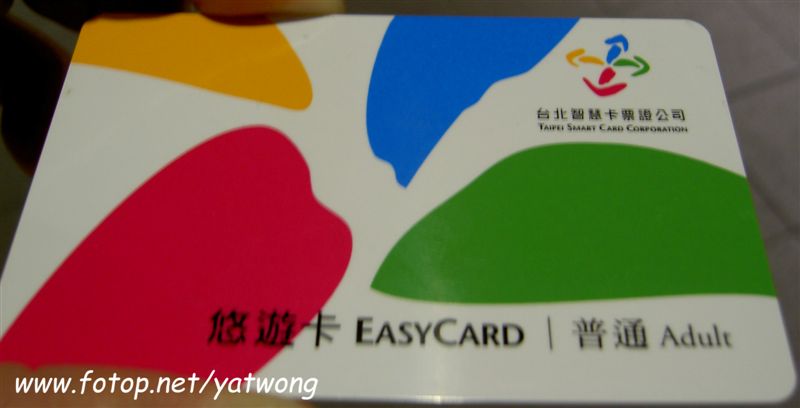 台北智慧卡票證公司
TAIPEI SMART CARD CORPORATION
悠遊卡 EASYCARD | 普通 Adult
www.fotop.net/yatwong